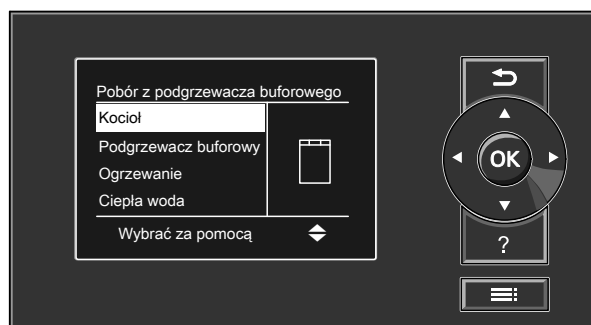 Pobór z podgrzewacza buforowego
Kocioł
Podgrzewacz buforowy
Ogrzewanie
Ciepła woda
Wybrać za pomocą
OK
?